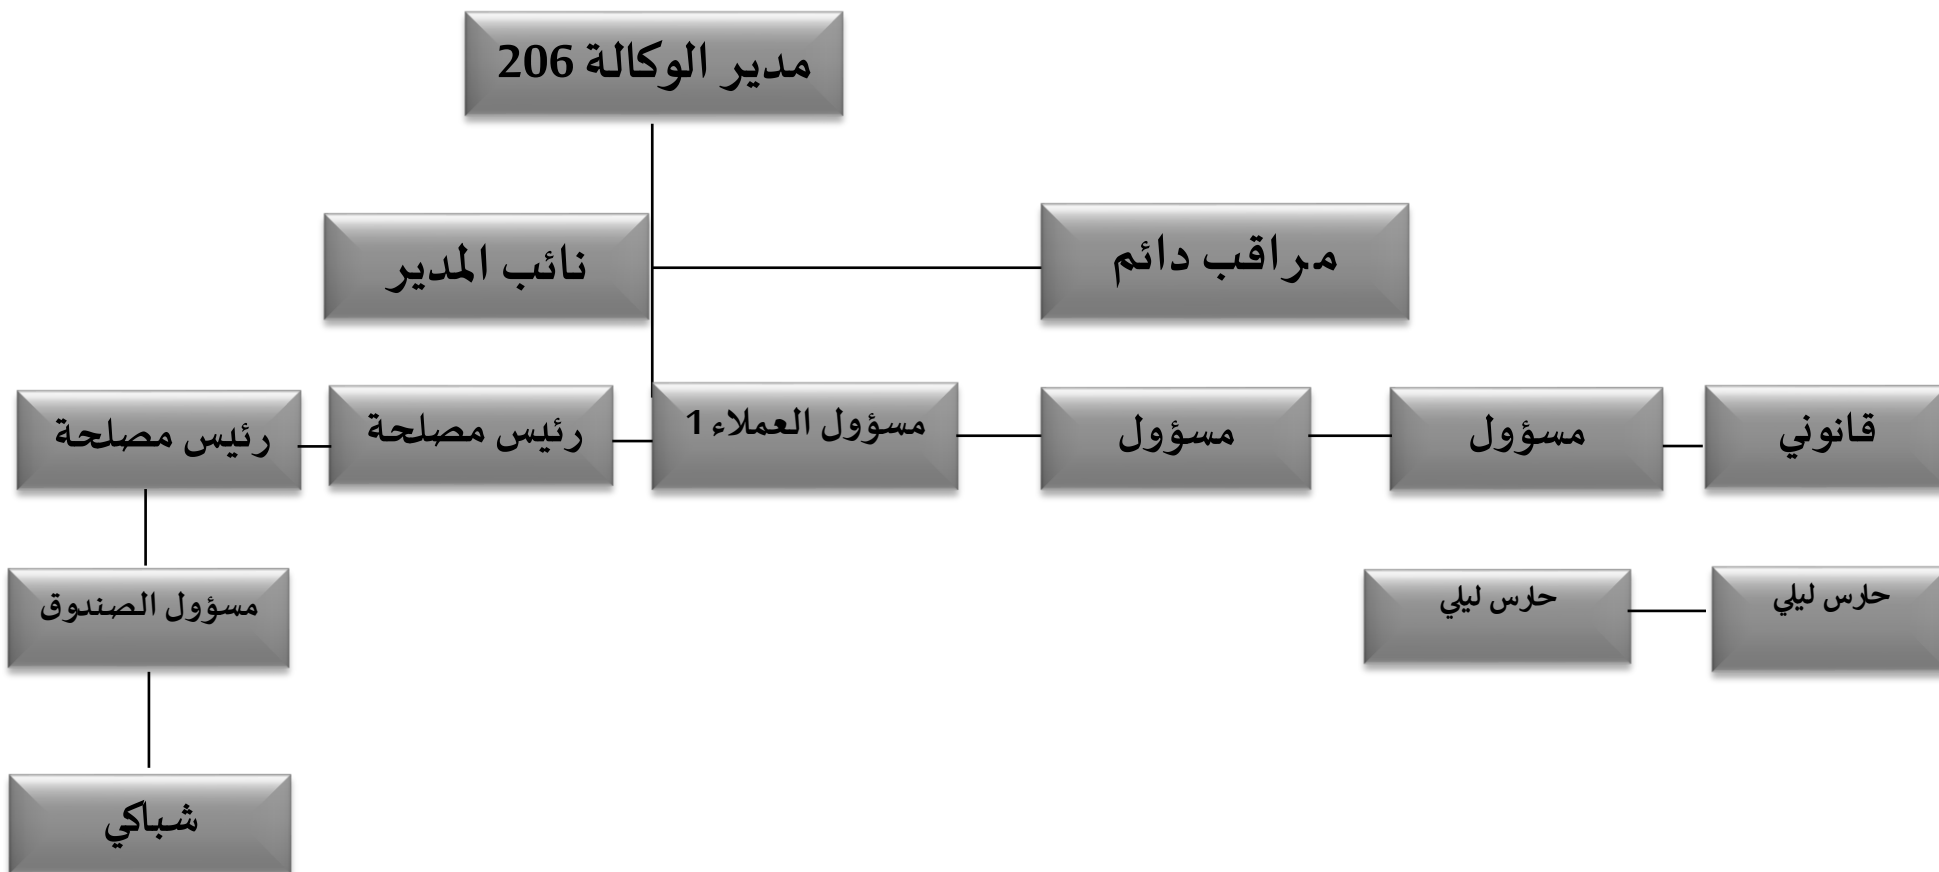 مدير الوكالة 206
مراقب دائم
نائب المدير
قانوني
مسؤول
مسؤول
مسؤول العملاء 1
رئيس مصلحة
رئيس مصلحة
حارس ليلي
حارس ليلي
مسؤول الصندوق
شباكي